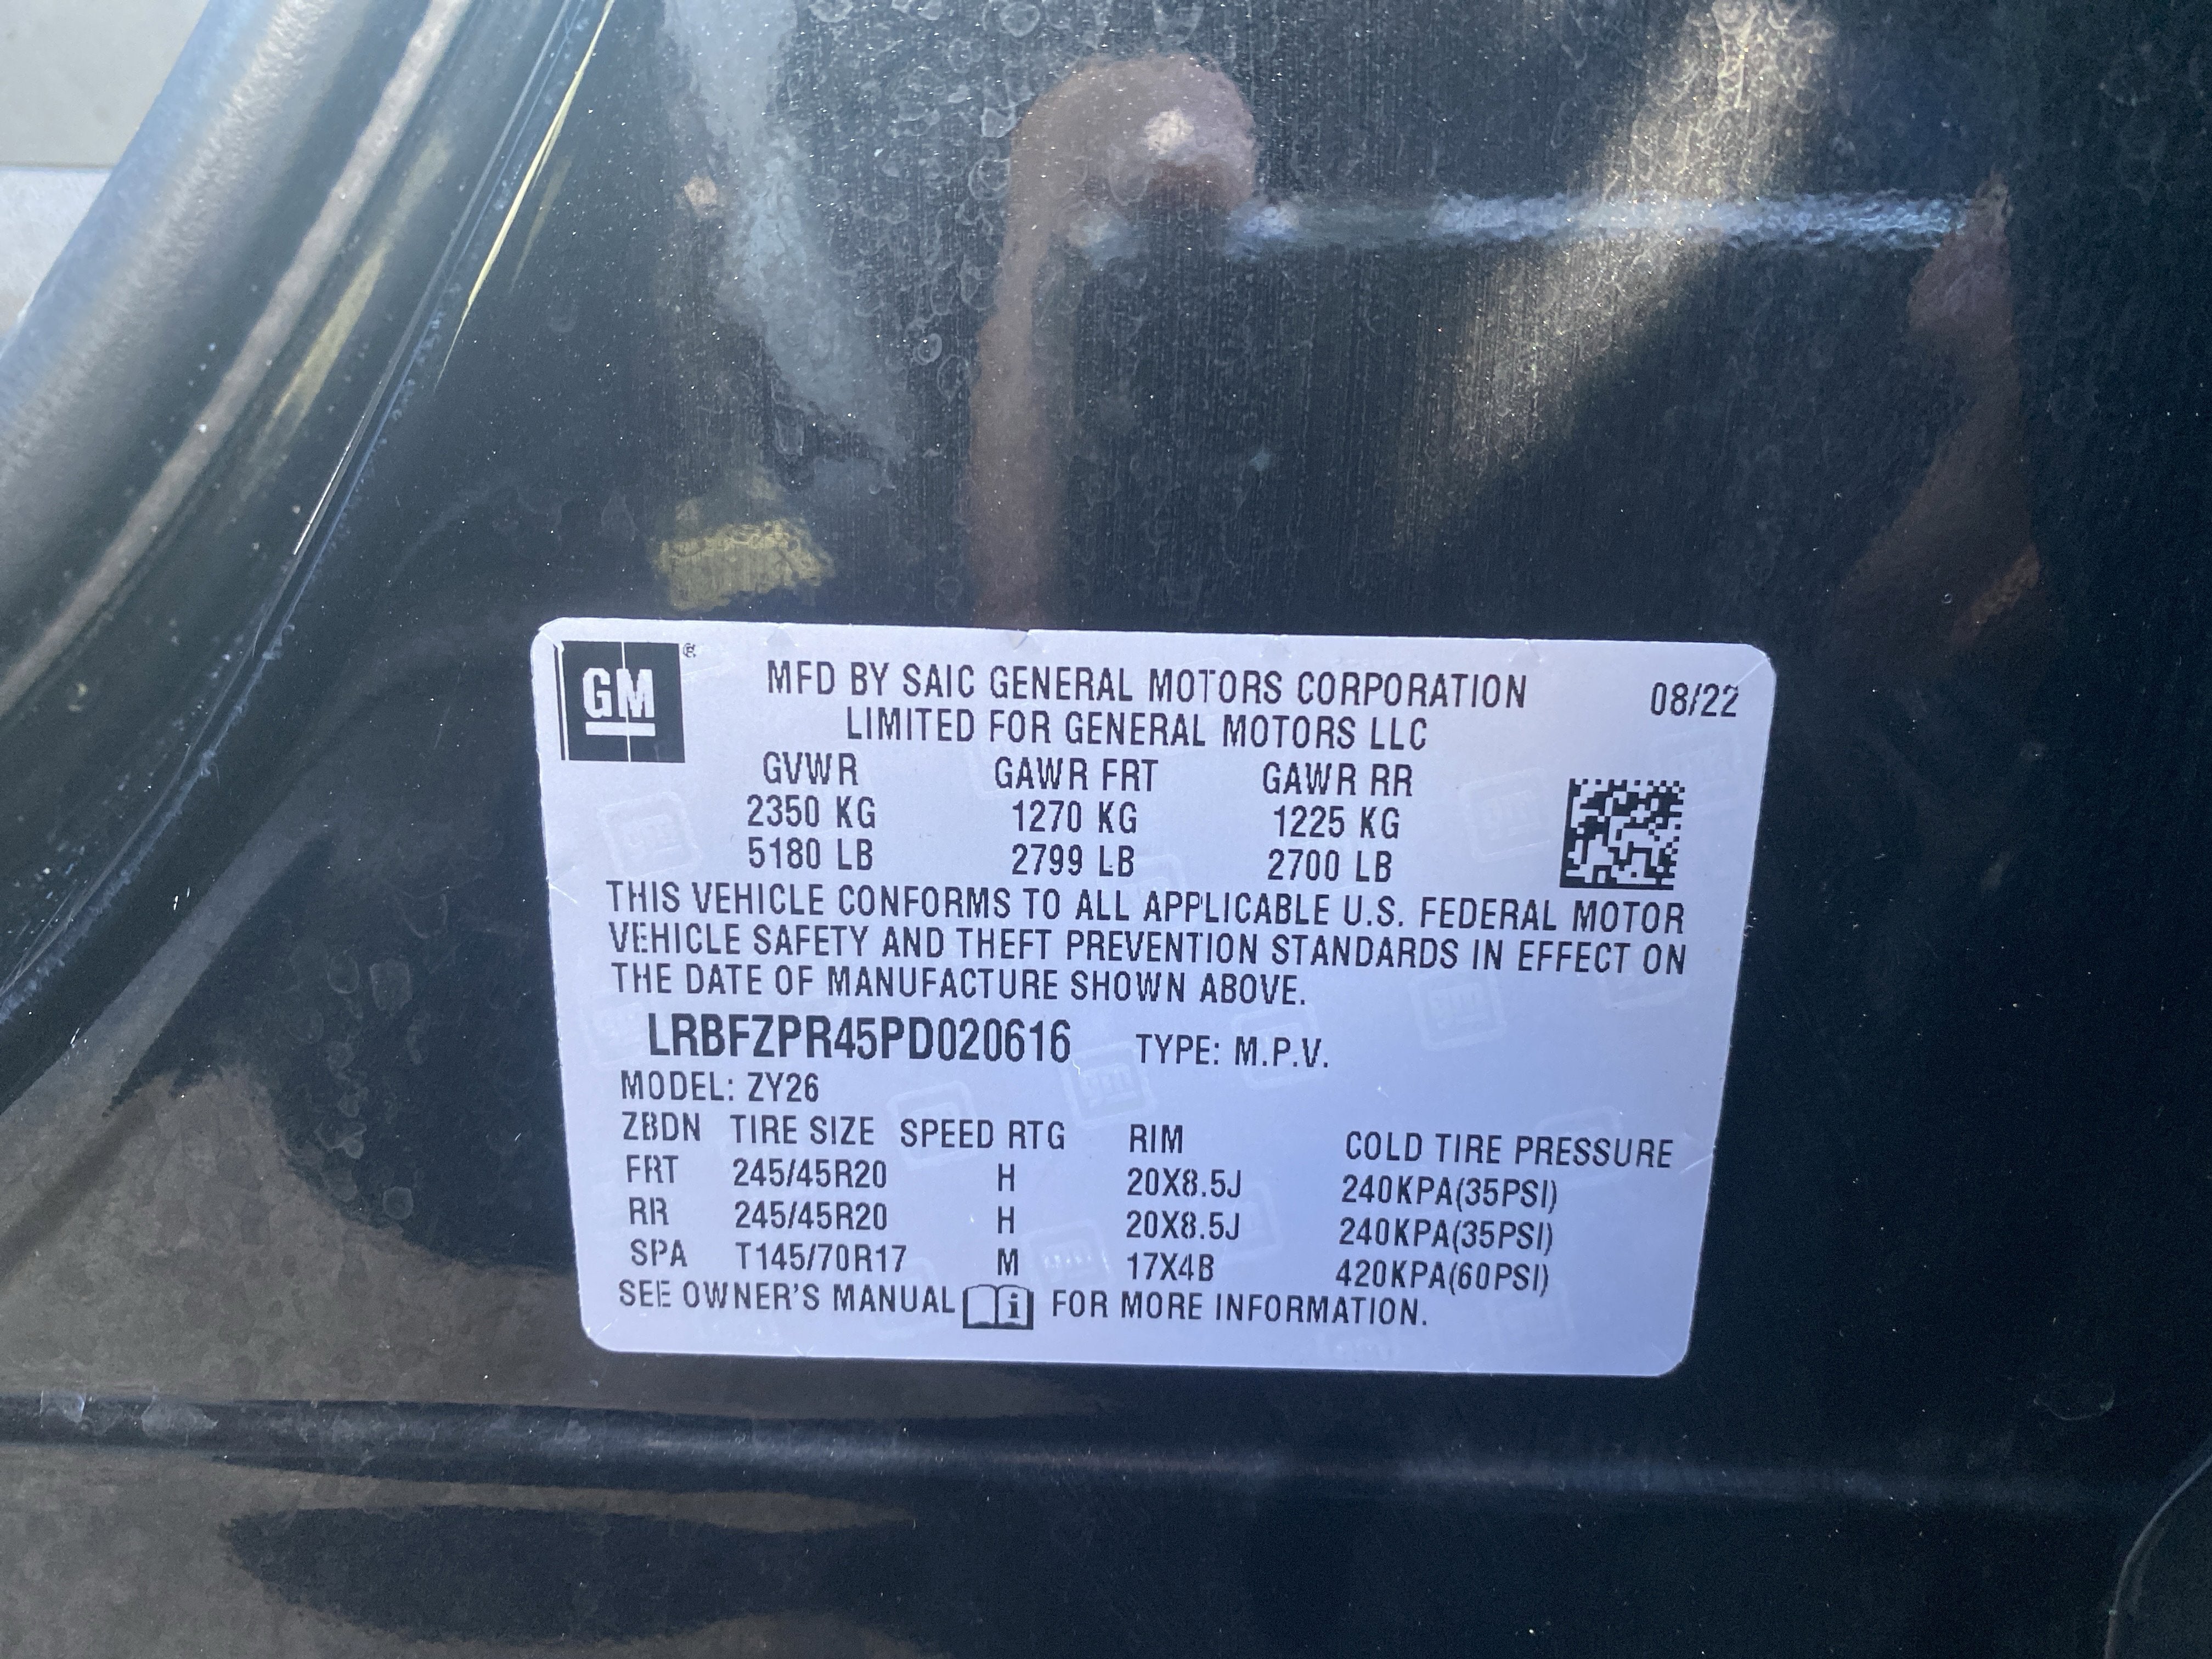 GM ®
MFD BY SAIC GENERAL MOTORS CORPORATION 08/22
LIMITED FOR GENERAL MOTORS LLC
GVWR GAWR FRT GAWR RR
2350 KG 1270 KG 1225 KG
5180 LB 2799 LB 2700 LB
THIS VEHICLE CONFORMS TO ALL APPLICABLE U.S. FEDERAL MOTOR
VEHICLE SAFETY AND THEFT PREVENTION STANDARDS IN EFFECT ON
THE DATE OF MANUFACTURE SHOWN ABOVE.
LRBFZPR45PD020616 TYPE: M.P.V.
MODEL: ZY26
ZBDN TIRE SIZE SPEED RTG RIM COLD TIRE PRESSURE
FRT 245/45R20 H 20X8.5J 240KPA(35PSI)
RR 245/45R20 H 20X8.5J 240KPA(35PSI)
SPA T145/70R17 M 17X4B 420KPA(60PSI)
SEE OWNER'S MANUAL i FOR MORE INFORMATION.